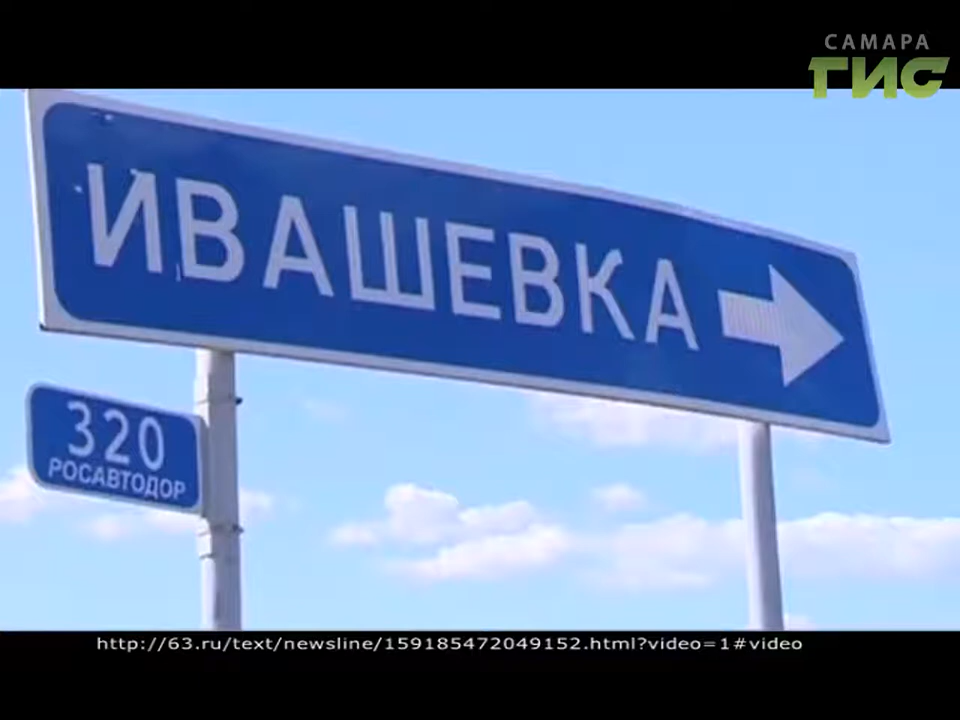 САМАРА
ГИС
ИВАШЕВКА
320
РОСАВТОДОР
http://63.ru/text/newsline/159185472049152.html?video=1#video